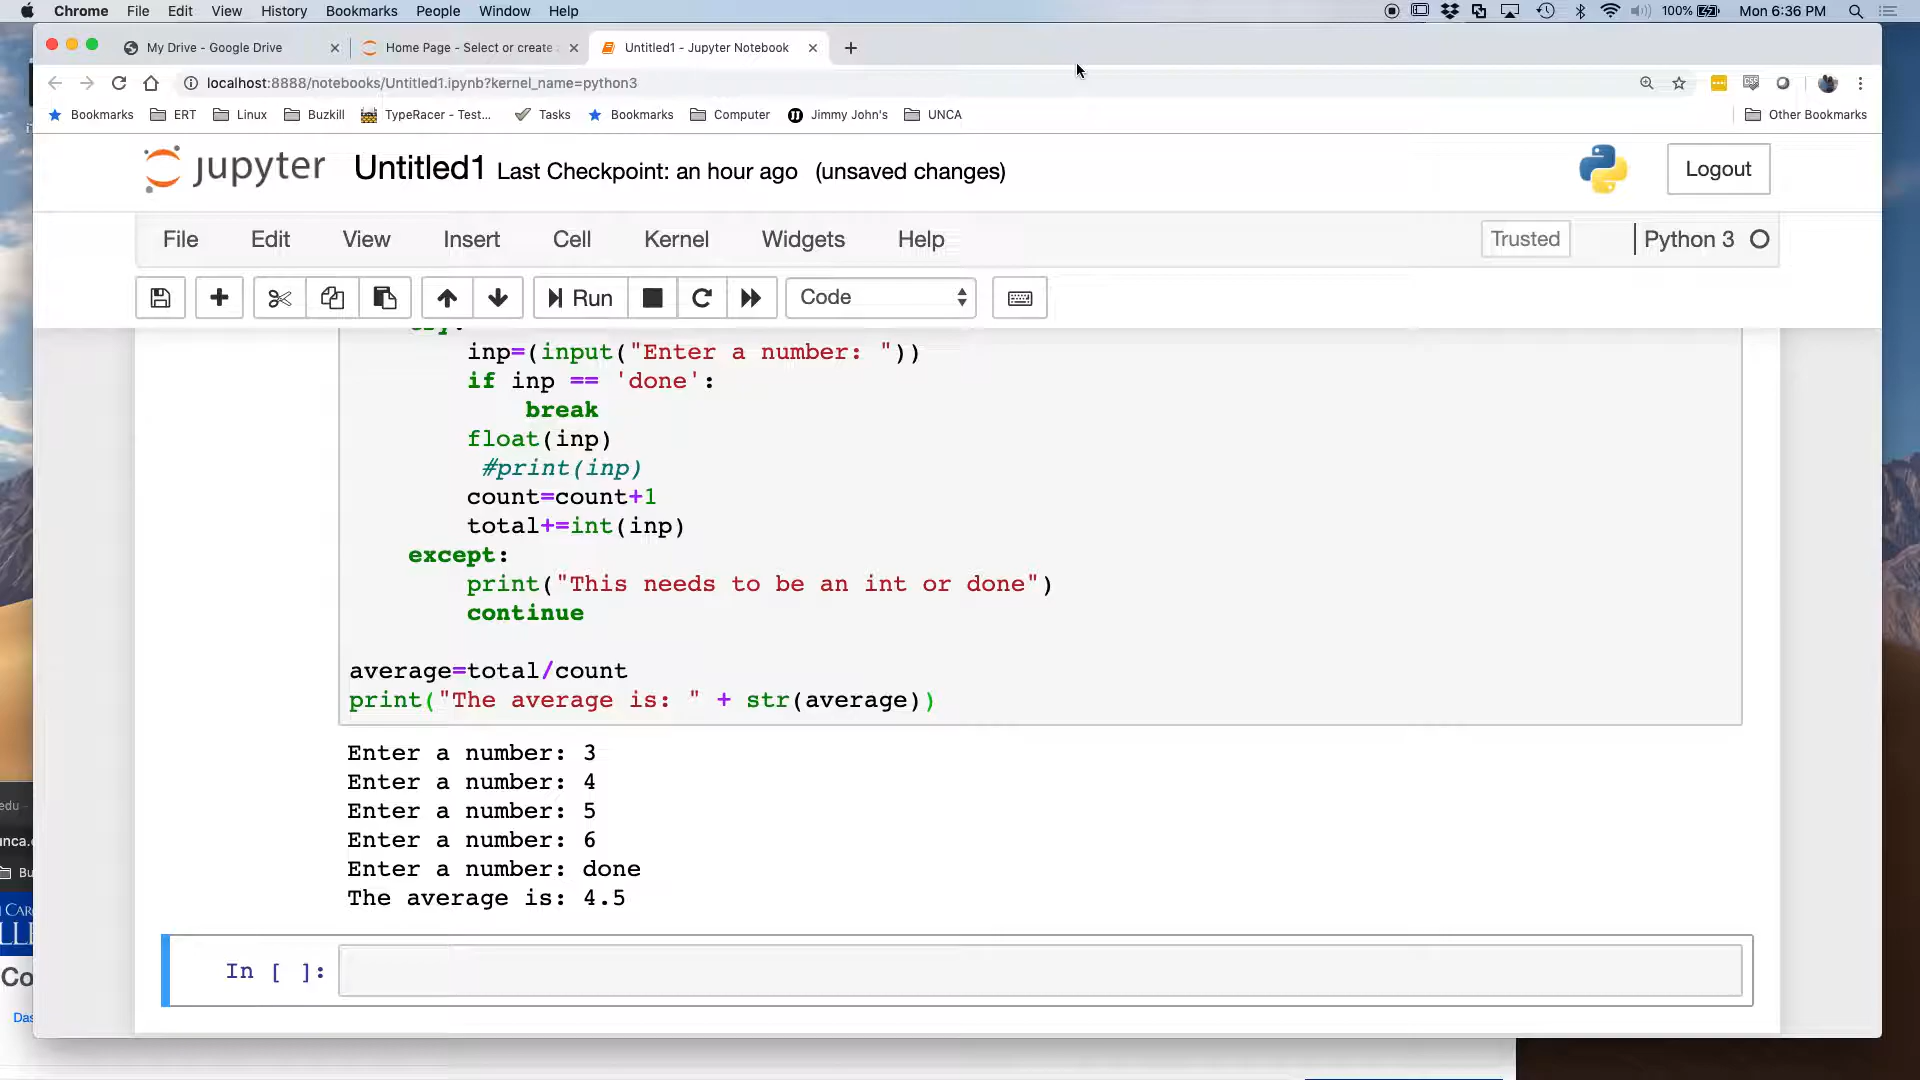 Chrome File Edit View History Bookmarks People Window Help 100% Mon 6:36 PM
My Drive - Google Drive Home Page - Select or create Untitled1 - Jupyter Notebook
localhost:8888/notebooks/Untitled1.ipynb?kernel_name=python3
Bookmarks ERT Linux Buzkill TypeRacer - Test... Tasks Bookmarks Computer Jimmy John's UNCA Other Bookmarks
jupyter Untitled1 Last Checkpoint: an hour ago (unsaved changes) Logout
File Edit View Insert Cell Kernel Widgets Help Trusted Python 3
Run Code
inp=(input("Enter a number: "))
if inp == 'done':
break
float(inp)
#print(inp)
count=count+1
total+=int(inp)
except:
print("This needs to be an int or done")
continue
average=total/count
print("The average is: " + str(average))
Enter a number: 3
Enter a number: 4
Enter a number: 5
Enter a number: 6
Enter a number: done
The average is: 4.5
In [ ]: